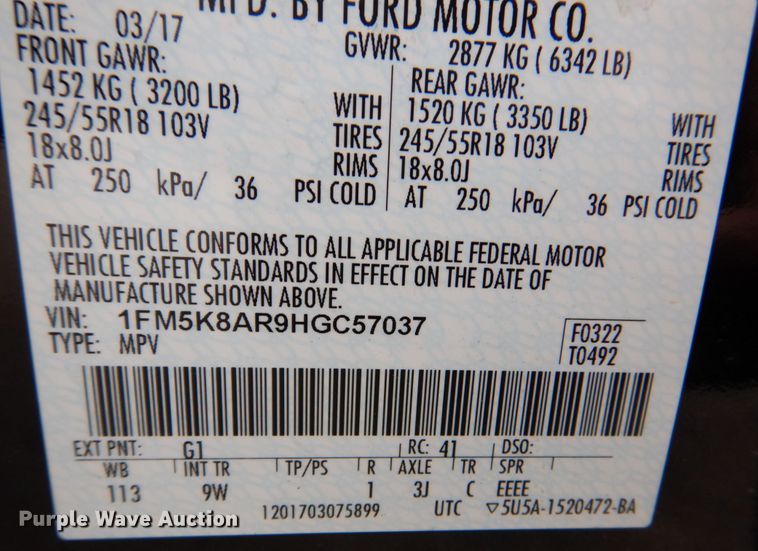 DATE: 03/17 MFD. BY FORD MOTOR CO.
FRONT GAWR: GVWR: 2877 KG ( 6342 LB)
1452 KG ( 3200 LB) REAR GAWR:
245/55R18 103V WITH 1520 KG ( 3350 LB) WITH
18x8.0J TIRES 245/55R18 103V TIRES
RIMS 18x8.0J RIMS
AT 250 kPa/ 36 PSI COLD AT 250 kPa/ 36 PSI COLD
THIS VEHICLE CONFORMS TO ALL APPLICABLE FEDERAL MOTOR
VEHICLE SAFETY STANDARDS IN EFFECT ON THE DATE OF
MANUFACTURE SHOWN ABOVE.
VIN: 1FM5K8AR9HGC57037 F0322
TYPE: MPV T0492
EXT PNT: G1 RC: 41 DSO:
WB INT TR TP/PS R AXLE TR SPR
113 9W 1 3J C EEEE
1201703075899 UTC ▽5U5A-1520472-BA
Purple Wave Auction